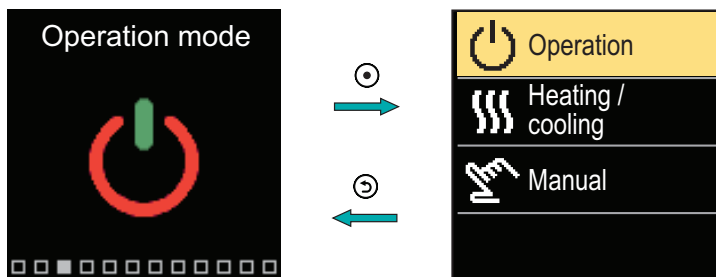 Operation mode
Operation
Heating /
cooling
Manual